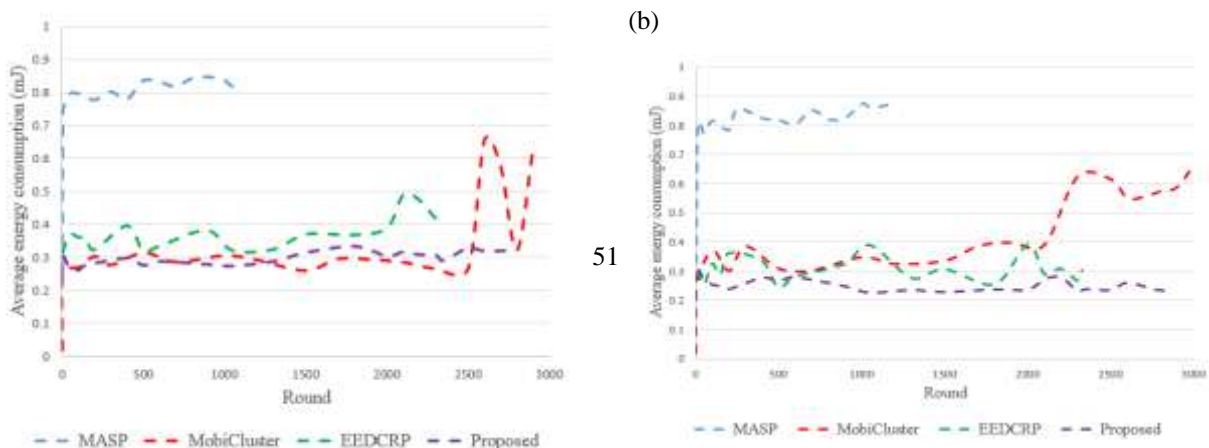 (b)
Average energy consumption (mJ)
1
0.9
0.8
0.7
0.6
0.5
0.4
0.3
0.2
0.1
0
0 500 1000 1500 2000 2500 3000
Round
MASP MobiCluster EEDCRP Proposed
51
Average energy consumption (mJ)
1
0.9
0.8
0.7
0.6
0.5
0.4
0.3
0.2
0.1
0
0 500 1000 1500 2000 2500 3000
Round
MASP MobiCluster EEDCRP Proposed